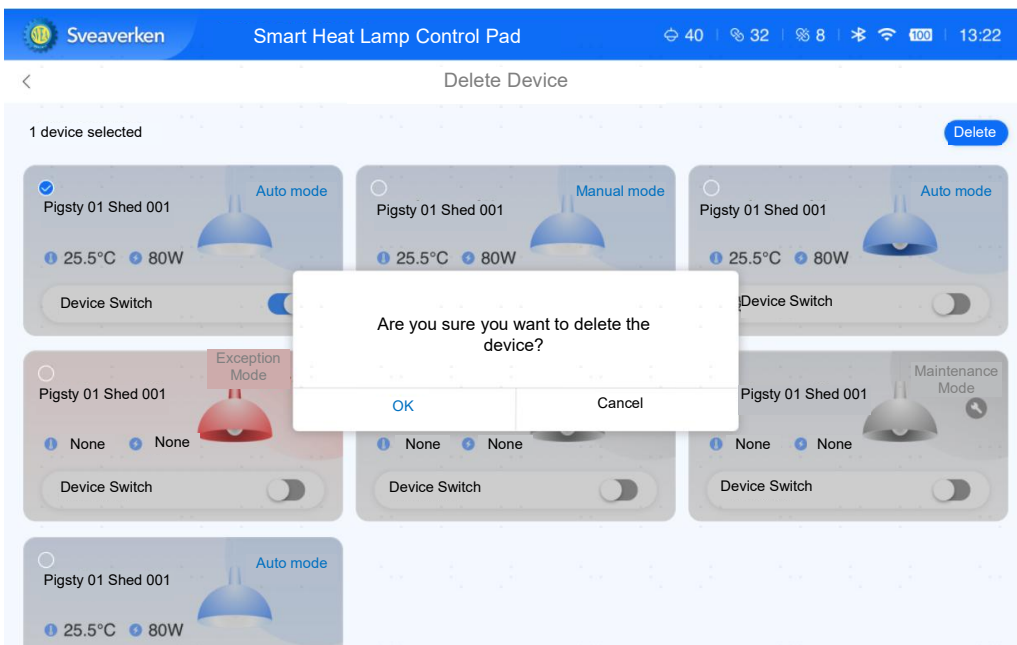 Sveaverken
Smart Heat Lamp Control Pad
40
32
8
100
13:22
Delete Device
1 device selected
Delete
Auto mode
Pigsty 01 Shed 001
25.5°C
80W
Device Switch
Manual mode
Pigsty 01 Shed 001
25.5°C
80W
Auto mode
Pigsty 01 Shed 001
25.5°C
80W
Device Switch
Are you sure you want to delete the
device?
OK
Cancel
Exception
Mode
Pigsty 01 Shed 001
None
None
Device Switch
None
None
Device Switch
Maintenance
Mode
Pigsty 01 Shed 001
None
None
Device Switch
Auto mode
Pigsty 01 Shed 001
25.5°C
80W